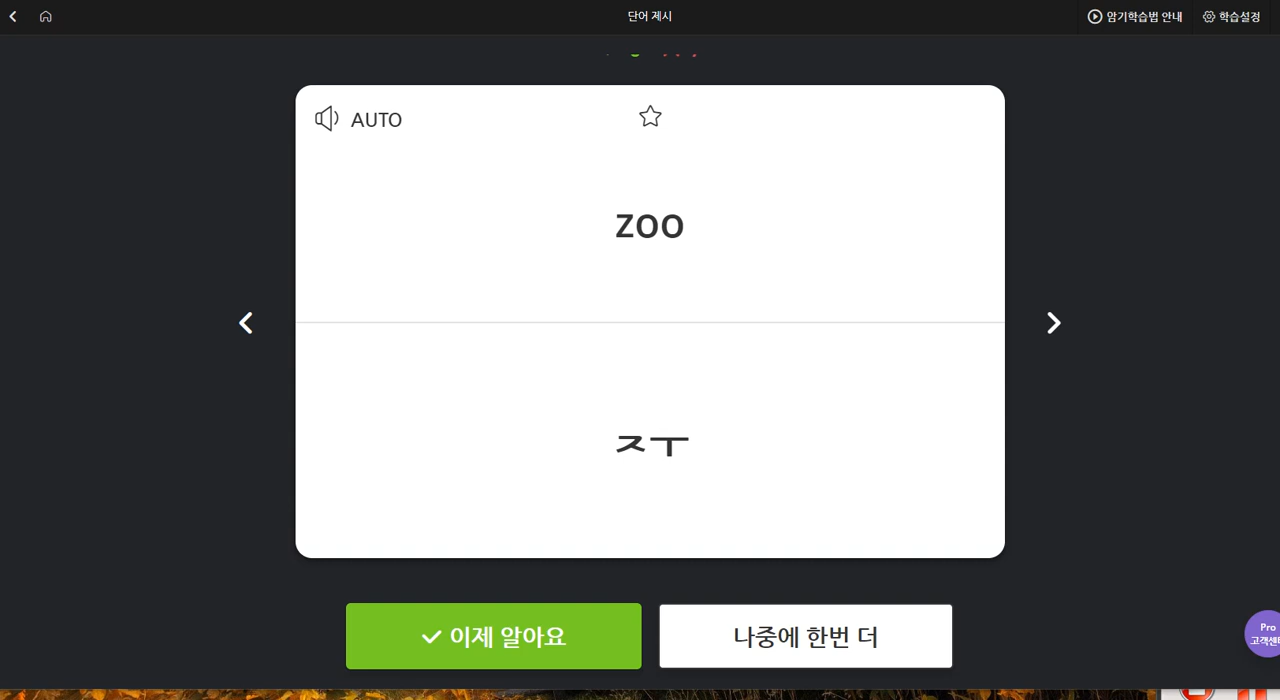 단어 제시
암기학습법 안내
학습설정
AUTO
zoo
ㅈㅜ
이제 알아요
나중에 한번 더
Pro